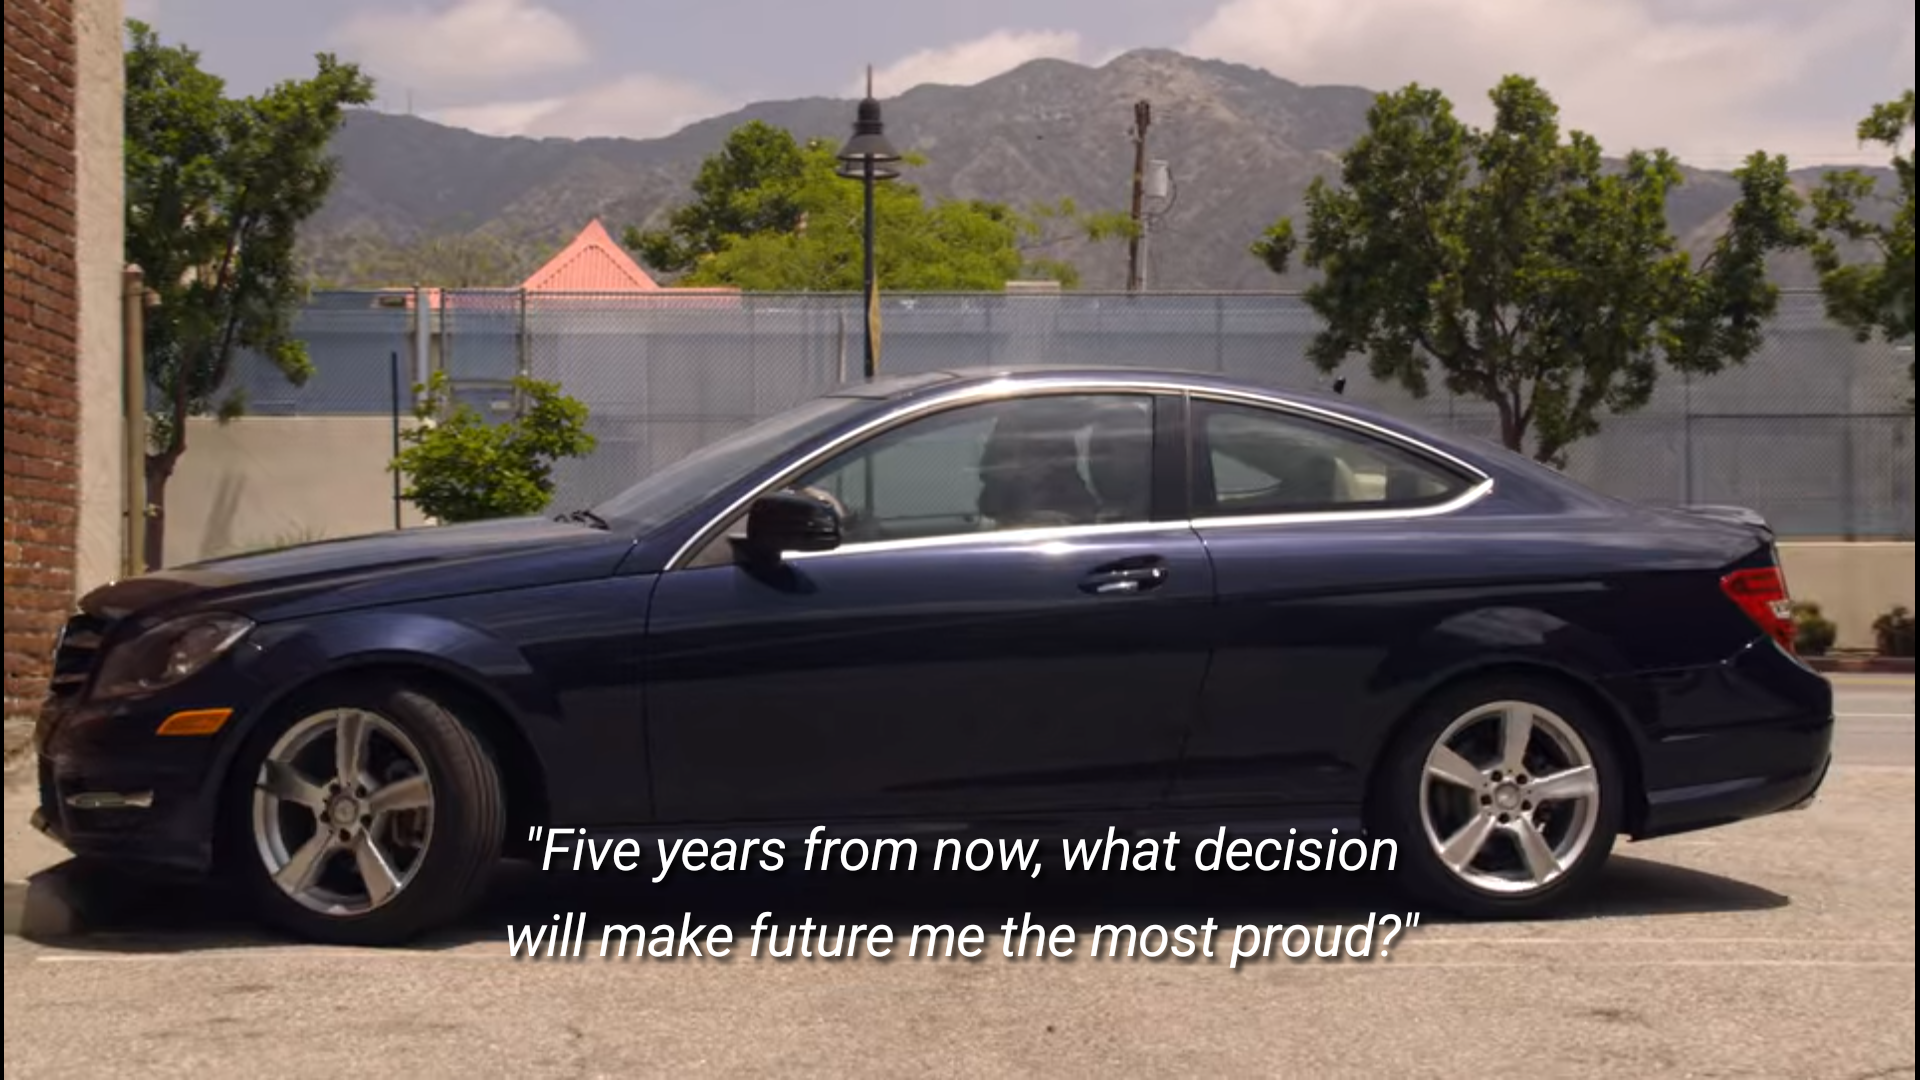 "Five years from now, what decision
will make future me the most proud?"